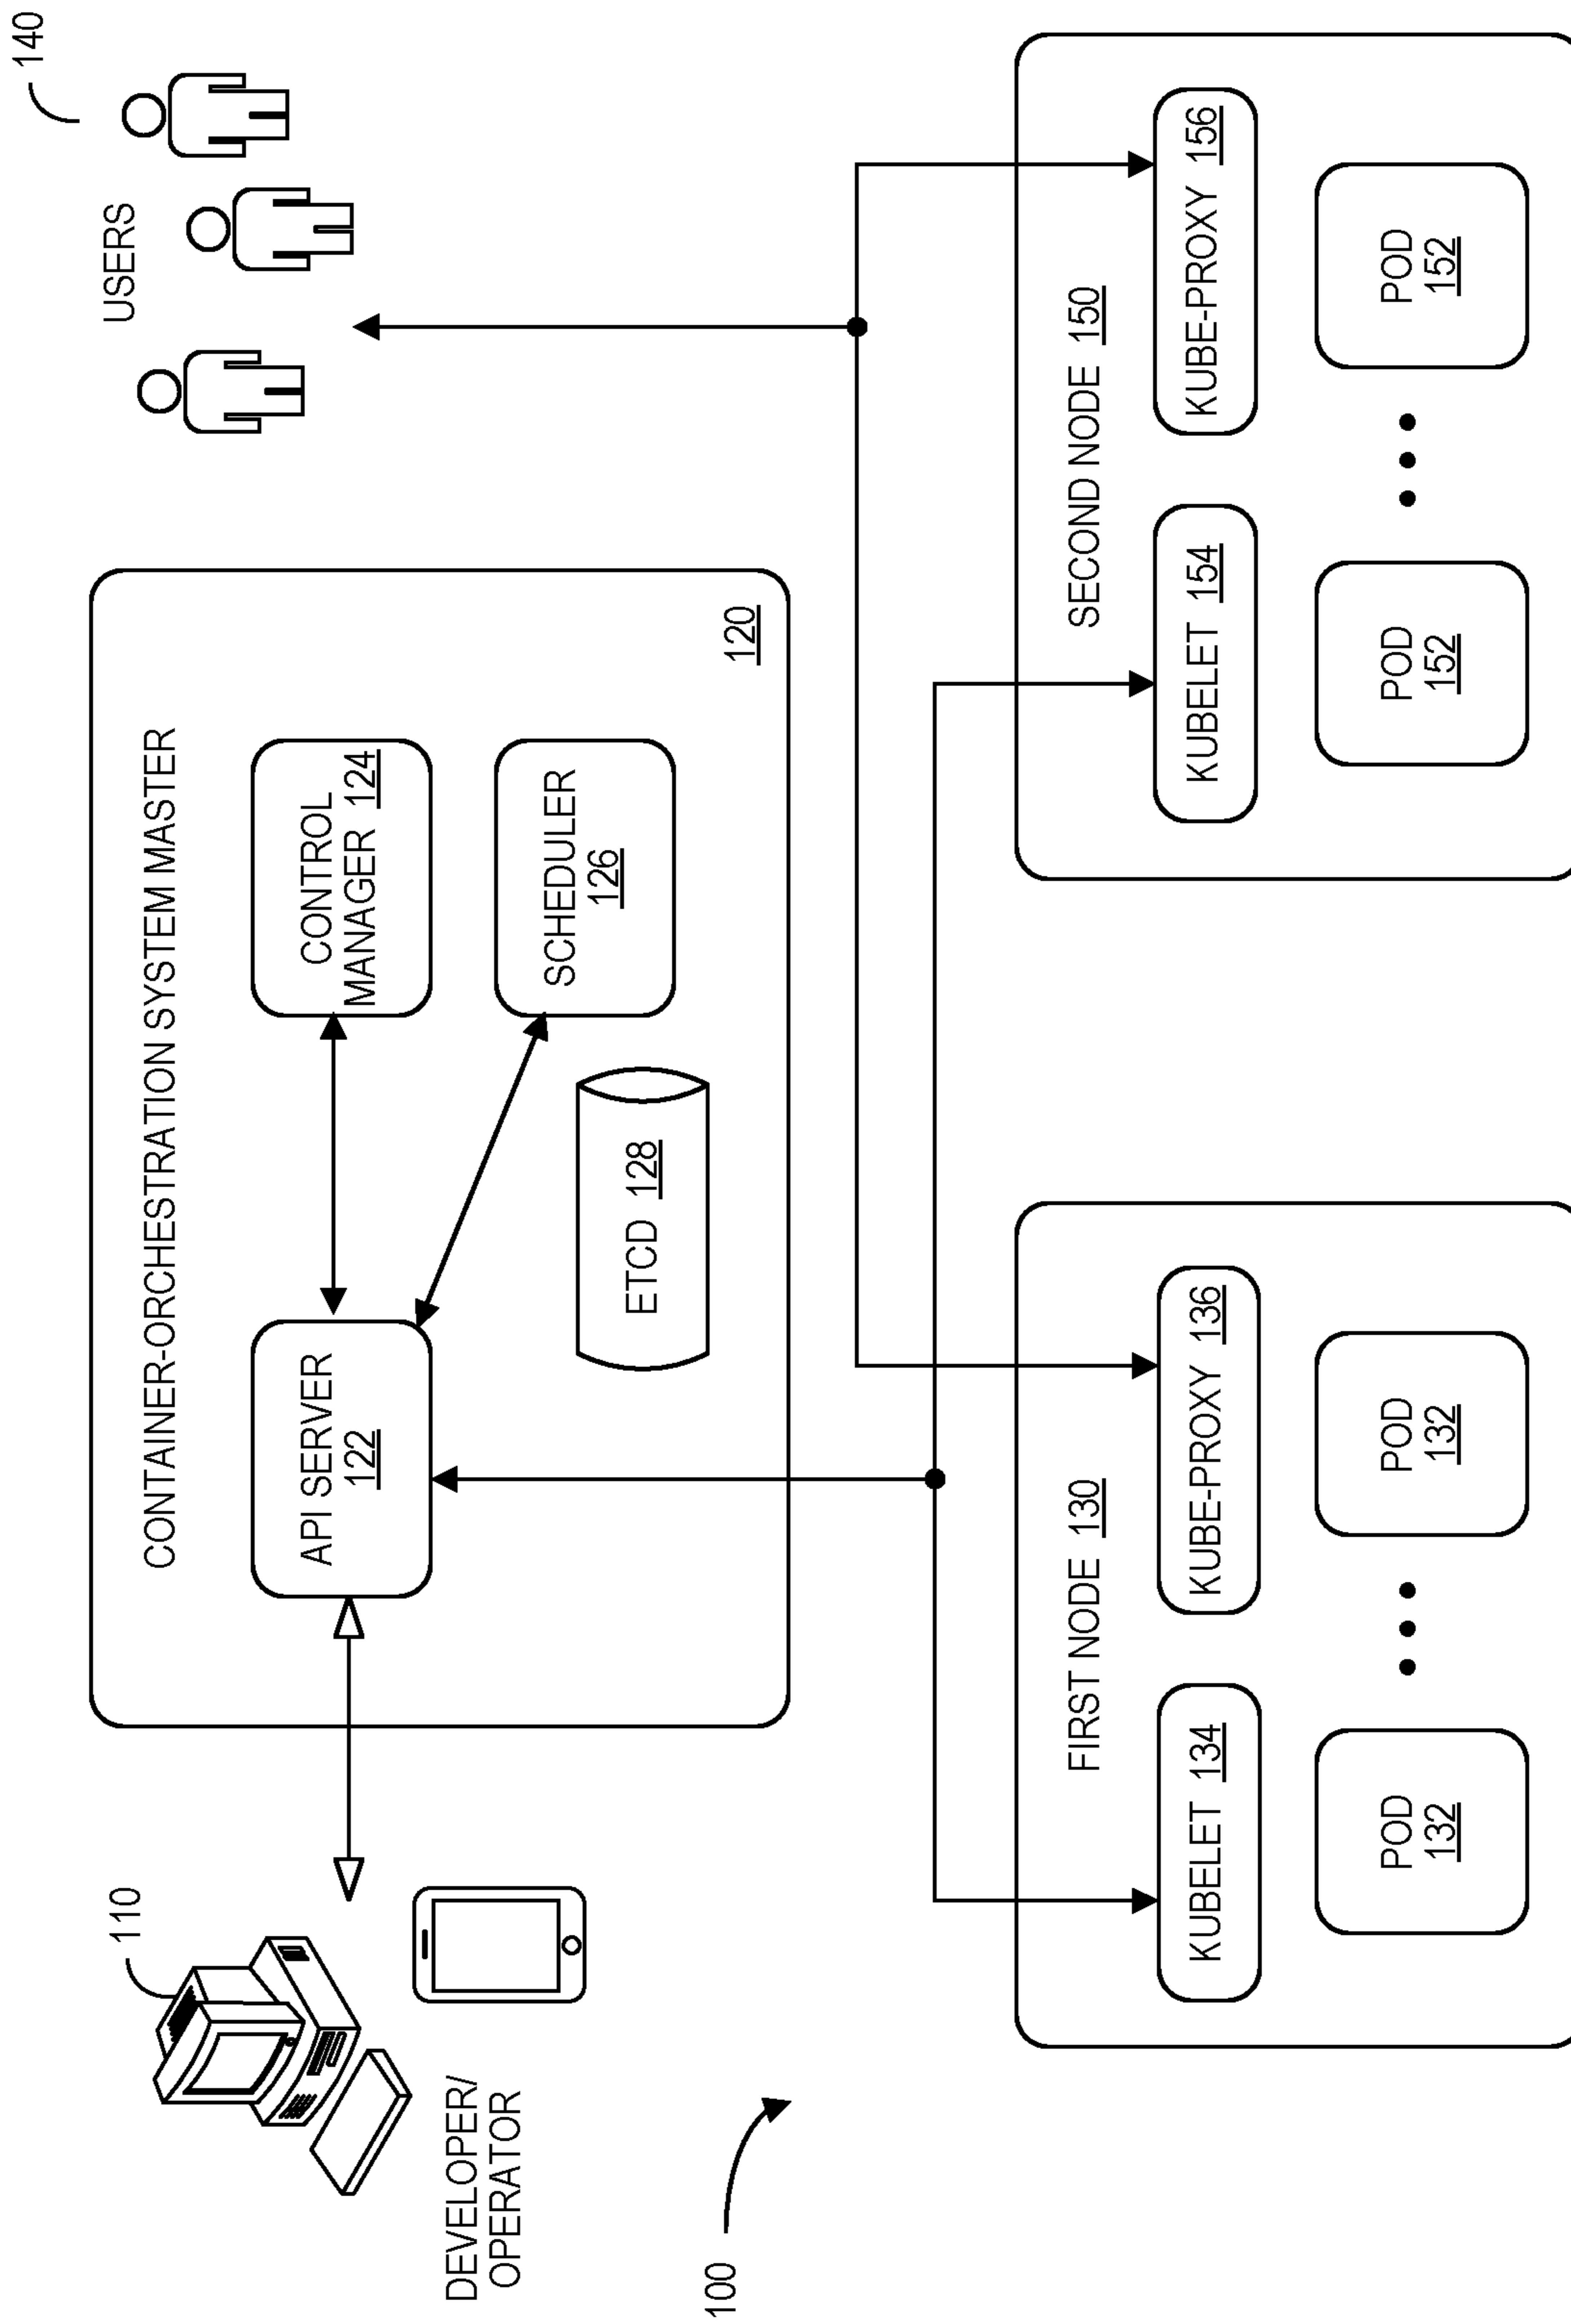 100
110
DEVELOPER/
OPERATOR
CONTAINER-ORCHESTRATION SYSTEM MASTER
API SERVER
122
CONTROL
MANAGER 124
SCHEDULER
126
ETCD 128
120
USERS
140
FIRST NODE 130
KUBELET 134
KUBE-PROXY 136
POD
132
POD
132
SECOND NODE 150
KUBELET 154
KUBE-PROXY 156
POD
152
POD
152